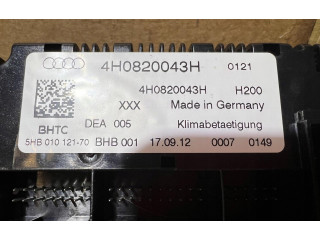 4H0820043H 0121
4H0820043H H200
XXX Made in Germany
BHTC DEA 005 Klimabetaetigung
5HB 010 121-70 BHB 001 17.09.12 0007 0149